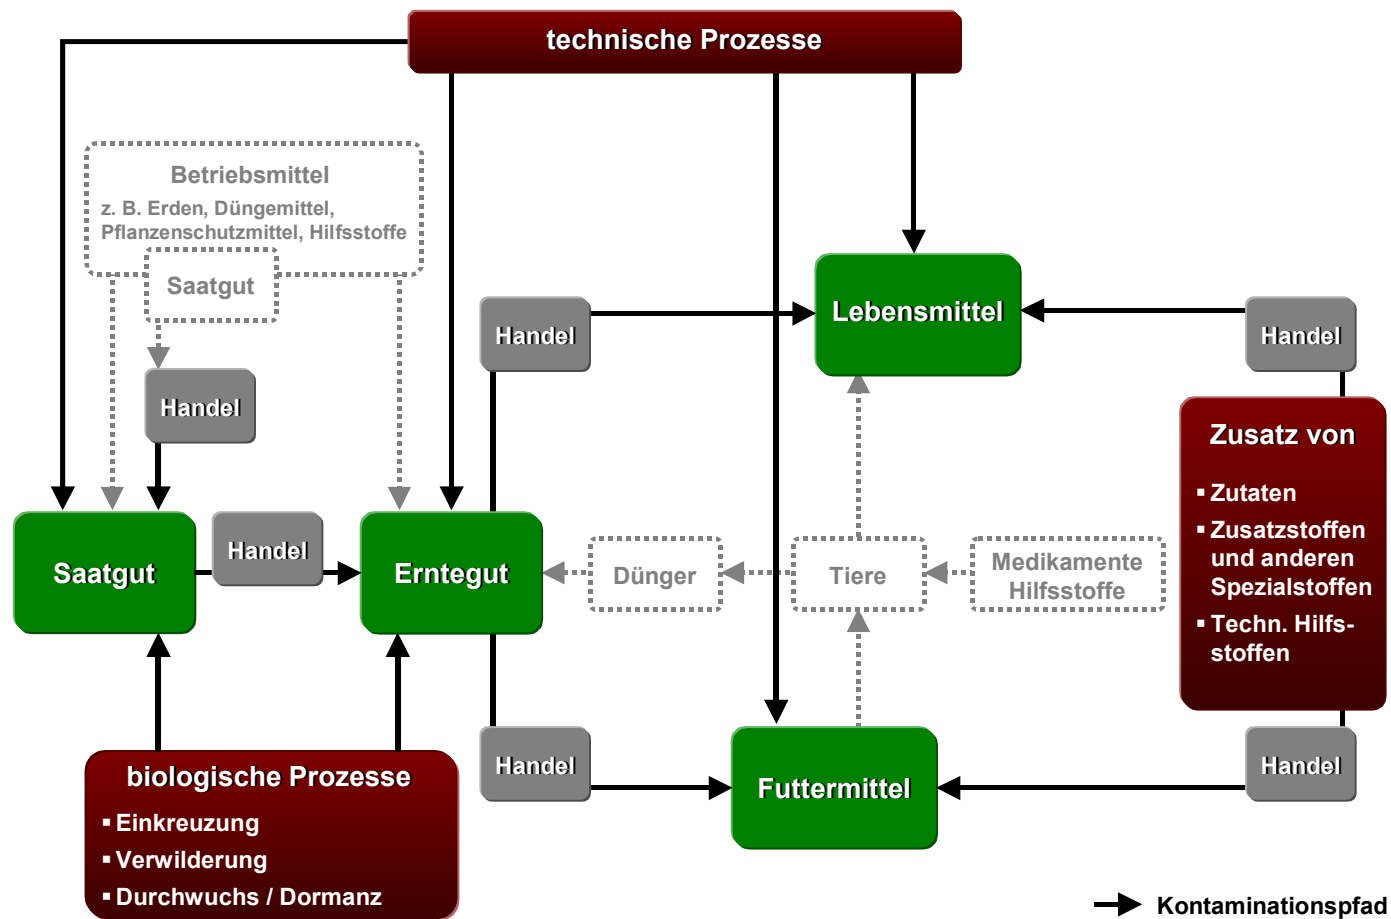 technische Prozesse
Betriebsmittel
z. B. Erden, Düngemittel,
Pflanzenschutzmittel, Hilfsstoffe
Saatgut
Handel
Lebensmittel
Handel
Handel
Zusatz von
▪ Zutaten
▪ Zusatzstoffen
und anderen
Spezialstoffen
▪ Techn. Hilfs-
stoffen
Saatgut
Handel
Erntegut
Dünger
Tiere
Medikamente
Hilfsstoffe
biologische Prozesse
▪ Einkreuzung
▪ Verwilderung
▪ Durchwuchs / Dormanz
Handel
Futtermittel
Handel
Kontaminationspfad